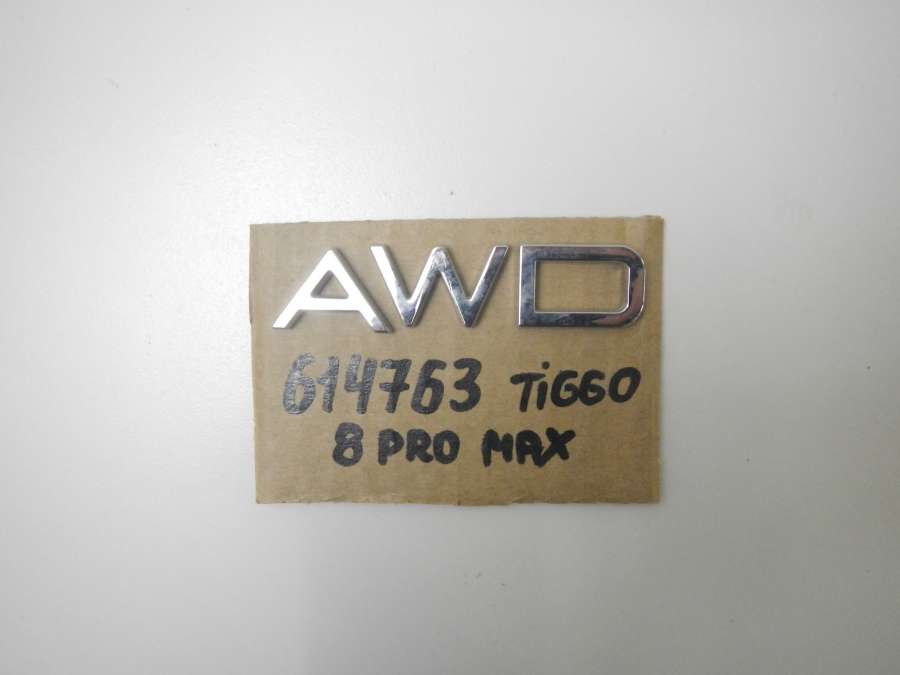 AWD
614763 TiGGO
8 PRO MAX